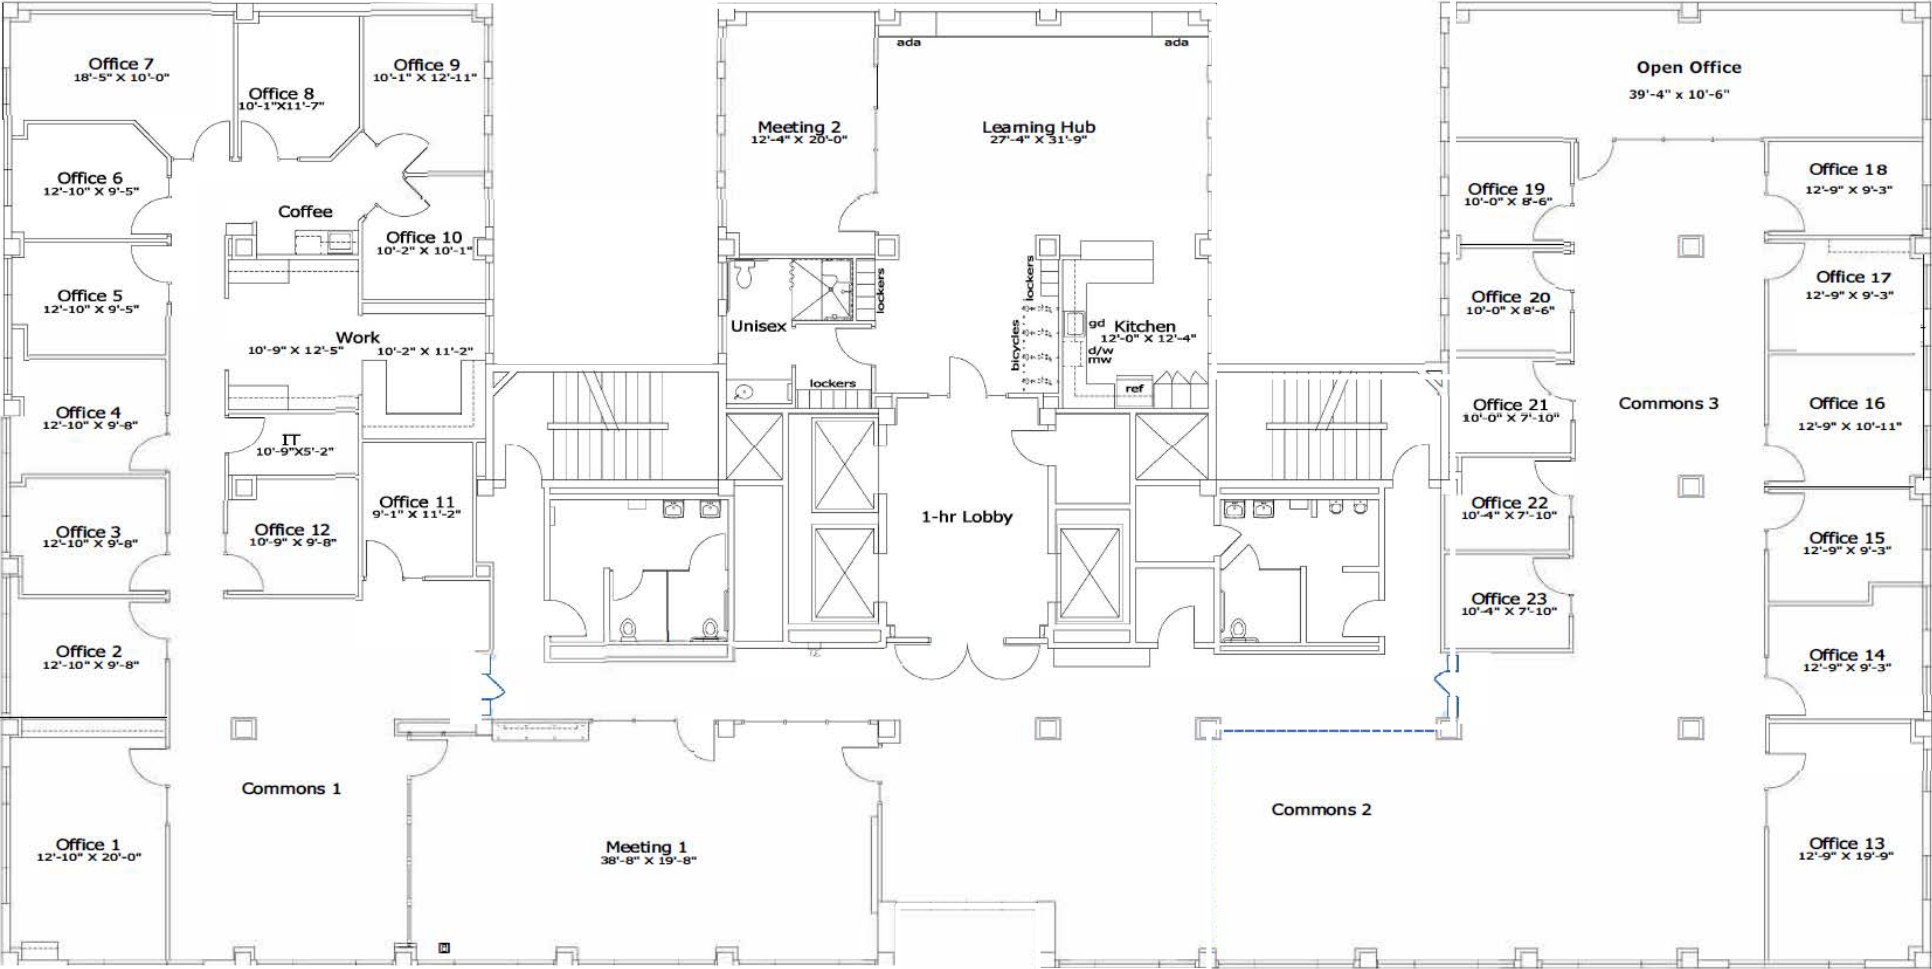 Office 7
18'-5" X 10'-0"
Office 8
10'-1"X11'-7"
Office 9
10'-1" X 12'-11"
Office 6
12'-10" X 9'-5"
Coffee
Office 10
10'-2" X 10'-1"
Office 5
12'-10" X 9'-5"
Work
10'-9" X 12'-5"
10'-2" X 11'-2"
Office 4
12'-10" X 9'-8"
IT
10'-9"X5'-2"
Office 3
12'-10" X 9'-8"
Office 12
10'-9" X 9'-8"
Office 11
9'-1" X 11'-2"
Office 2
12'-10" X 9'-8"
Commons 1
Office 1
12'-10" X 20'-0"
Meeting 1
38'-8" X 19'-8"
ada
ada
Meeting 2
12'-4" X 20'-0"
Learning Hub
27'-4" X 31'-9"
lockers
lockers
Unisex
bicycles
gd
Kitchen
12'-0" X 12'-4"
d/w
mw
lockers
ref
1-hr Lobby
Commons 2
Open Office
39'-4" x 10'-6"
Office 19
10'-0" X 8'-6"
Office 18
12'-9" X 9'-3"
Office 20
10'-0" X 8'-6"
Office 17
12'-9" X 9'-3"
Office 21
10'-0" X 7'-10"
Commons 3
Office 16
12'-9" X 10'-11"
Office 22
10'-4" X 7'-10"
Office 15
12'-9" X 9'-3"
Office 23
10'-4" X 7'-10"
Office 14
12'-9" X 9'-3"
Office 13
12'-9" X 19'-9"